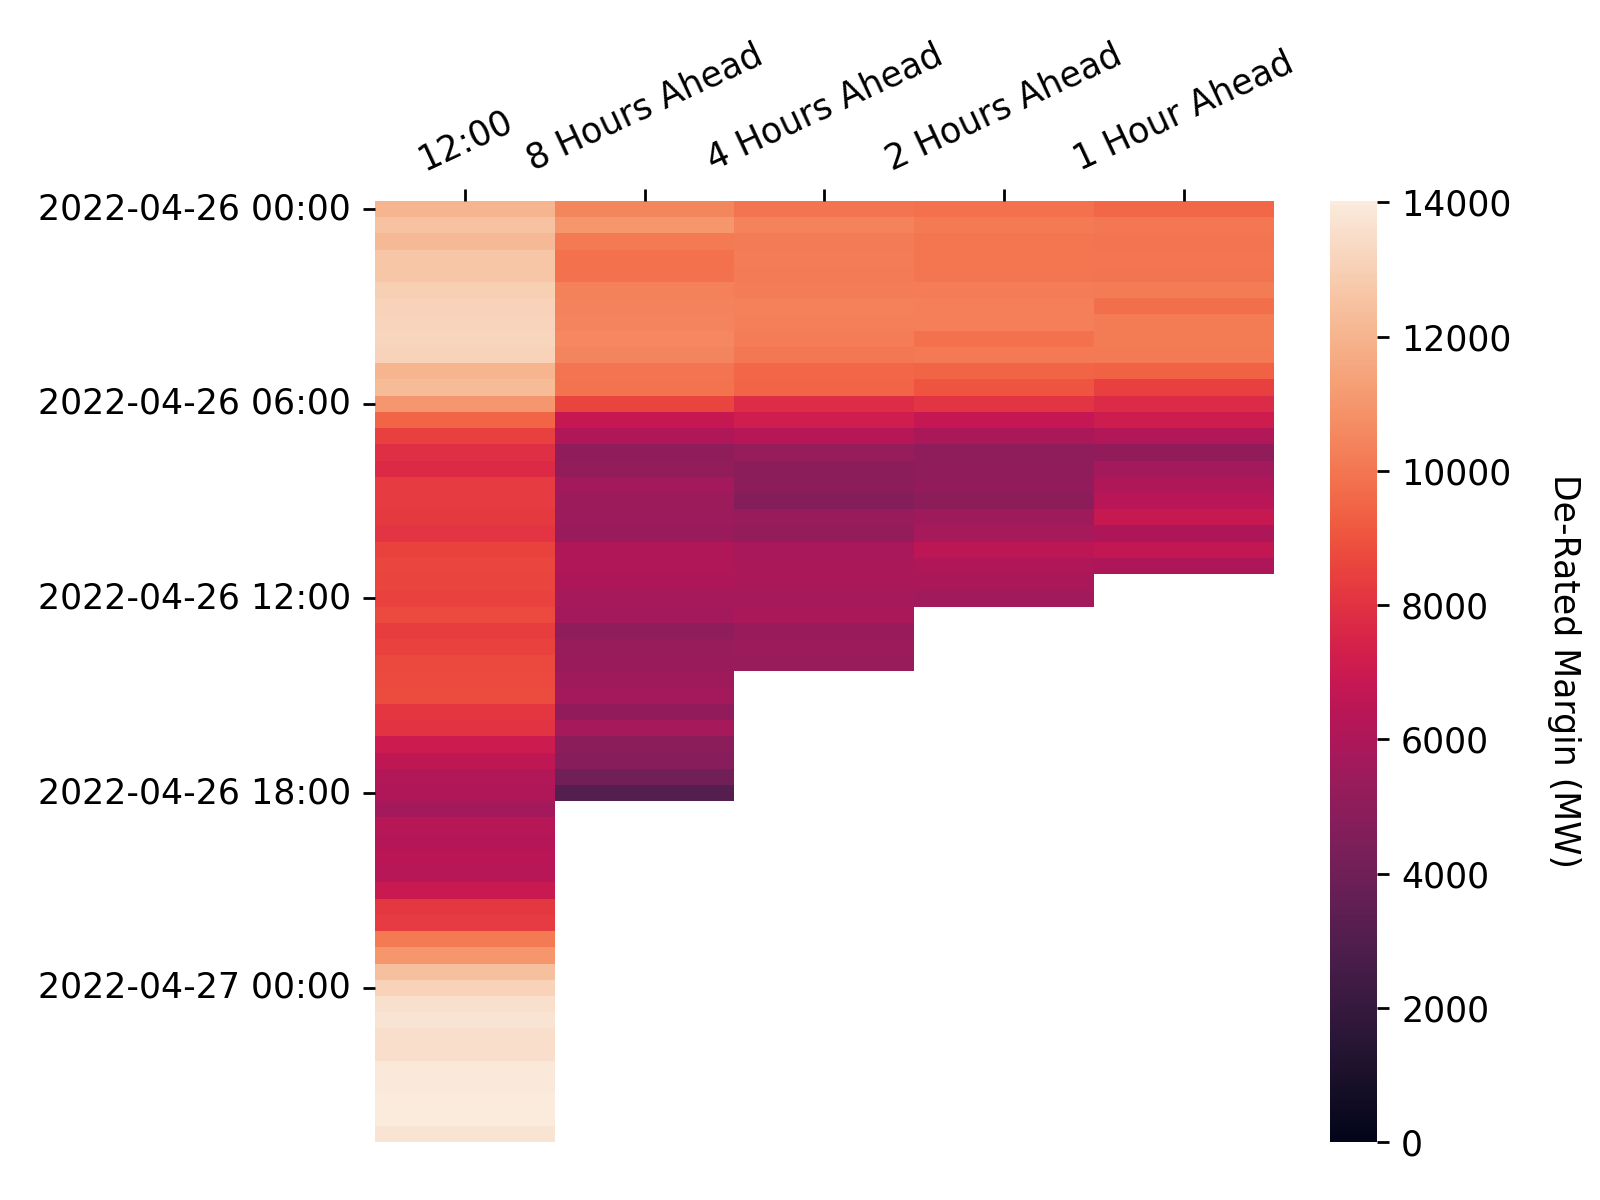 12:00
8 Hours Ahead
4 Hours Ahead
2 Hours Ahead
1 Hour Ahead
2022-04-26 00:00
2022-04-26 06:00
2022-04-26 12:00
2022-04-26 18:00
2022-04-27 00:00
14000
12000
10000
8000
6000
4000
2000
0
De-Rated Margin (MW)